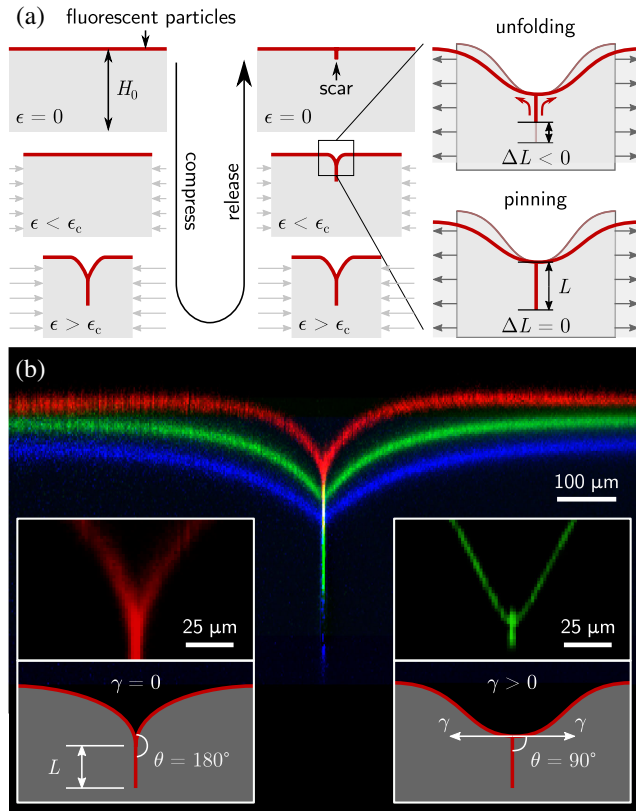 (a)
fluorescent particles
H₀
ϵ = 0
compress
ϵ < ϵc
ϵ > ϵc
release
scar
ϵ = 0
ϵ < ϵc
ϵ > ϵc
unfolding
ΔL < 0
pinning
L
ΔL = 0
(b)
100 µm
25 µm
25 µm
γ = 0
L
θ = 180°
γ > 0
γ
γ
θ = 90°